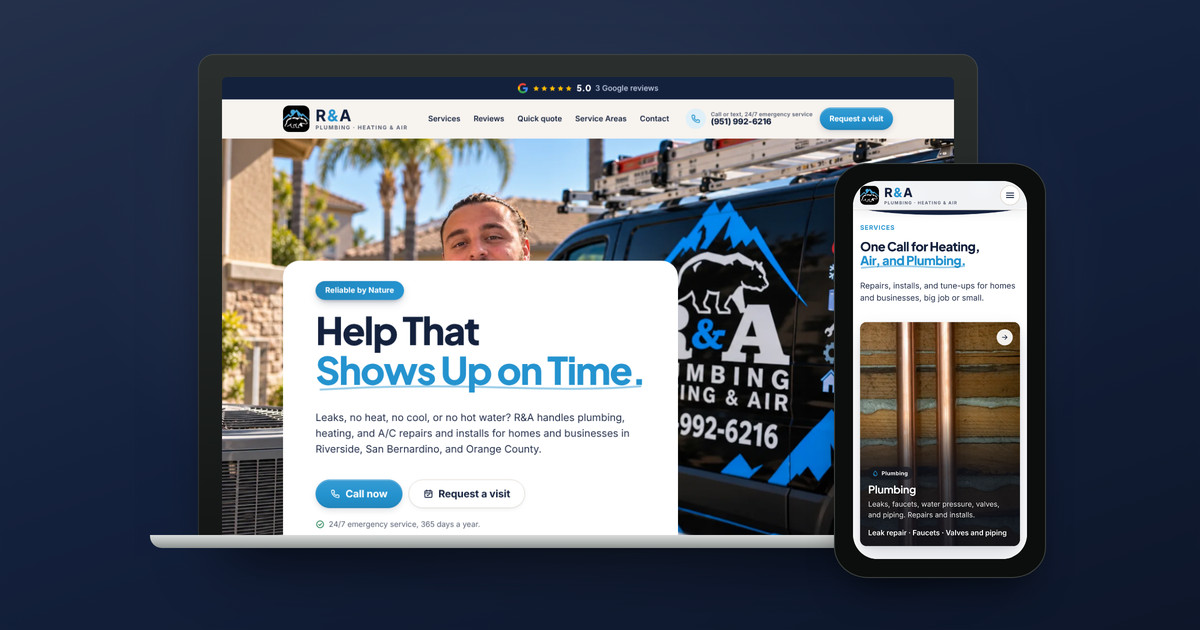 5.0 3 Google reviews
R&A
PLUMBING · HEATING & AIR
Services Reviews Quick quote Service Areas Contact
Call or text, 24/7 emergency service
(951) 992-6216
Request a visit
Reliable by Nature
Help That
Shows Up on Time.
Leaks, no heat, no cool, or no hot water? R&A handles plumbing,
heating, and A/C repairs and installs for homes and businesses in
Riverside, San Bernardino, and Orange County.
Call now
Request a visit
24/7 emergency service, 365 days a year.
&A
MBING
ING & AIR
992-6216
R&A
PLUMBING · HEATING & AIR
SERVICES
One Call for Heating,
Air, and Plumbing.
Repairs, installs, and tune-ups for homes
and businesses, big job or small.
Plumbing
Plumbing
Leaks, faucets, water pressure, valves,
and piping. Repairs and installs.
Leak repair · Faucets · Valves and piping